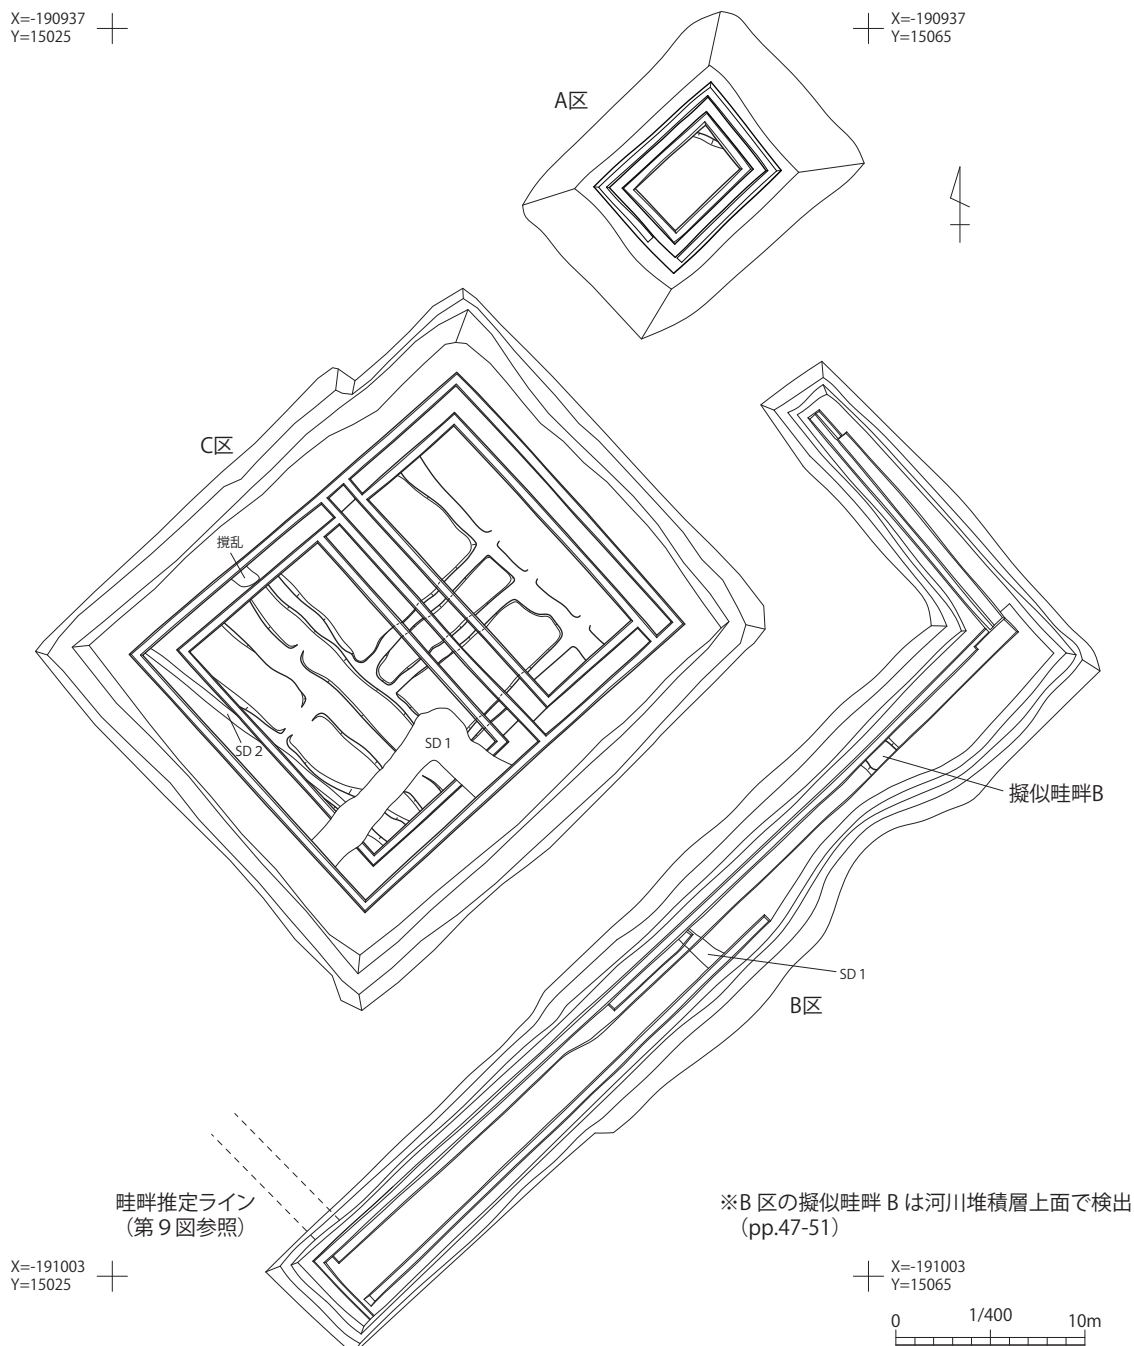 X=-190937
Y=15025
X=-190937
Y=15065
A区
C区
撹乱
SD 2
SD 1
擬似畦畔B
SD 1
B区
畦畔推定ライン
（第９図参照）
※B 区の擬似畦畔 B は河川堆積層上面で検出
（pp.47-51）
X=-191003
Y=15025
X=-191003
Y=15065
0 1/400 10m